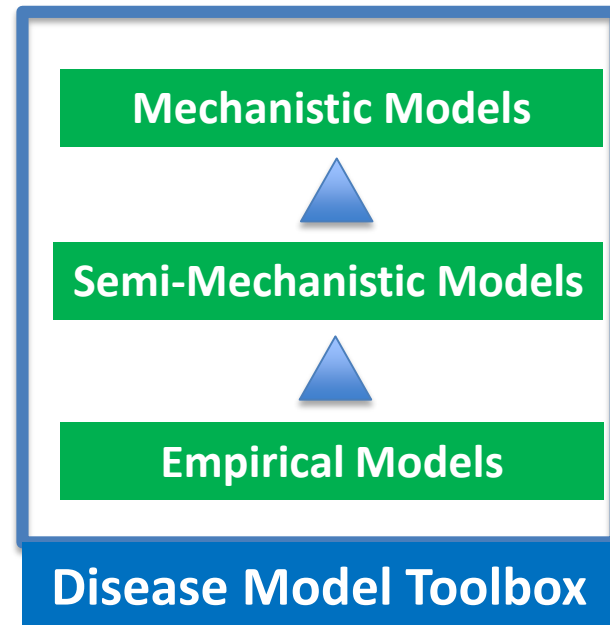 Mechanistic Models
Semi-Mechanistic Models
Empirical Models
Disease Model Toolbox